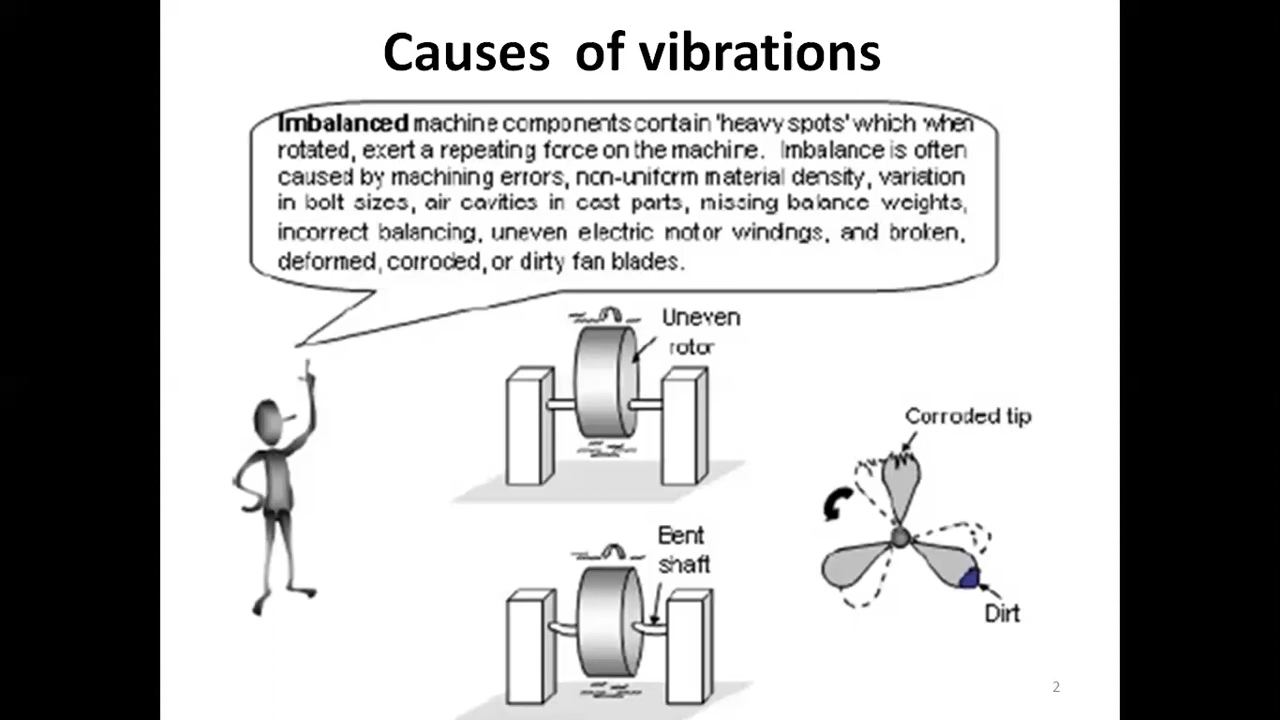 Causes of vibrations
Imbalanced machine components contain 'heavy spots' which when
rotated, exert a repeating force on the machine. Imbalance is often
caused by machining errors, non-uniform material density, variation
in bolt sizes, air cavities in cast parts, missing balance weights,
incorrect balancing, uneven electric motor windings, and broken,
deformed, corroded, or dirty fan blades.
Uneven
rotor
Corroded tip
Bent
shaft
Dirt
2